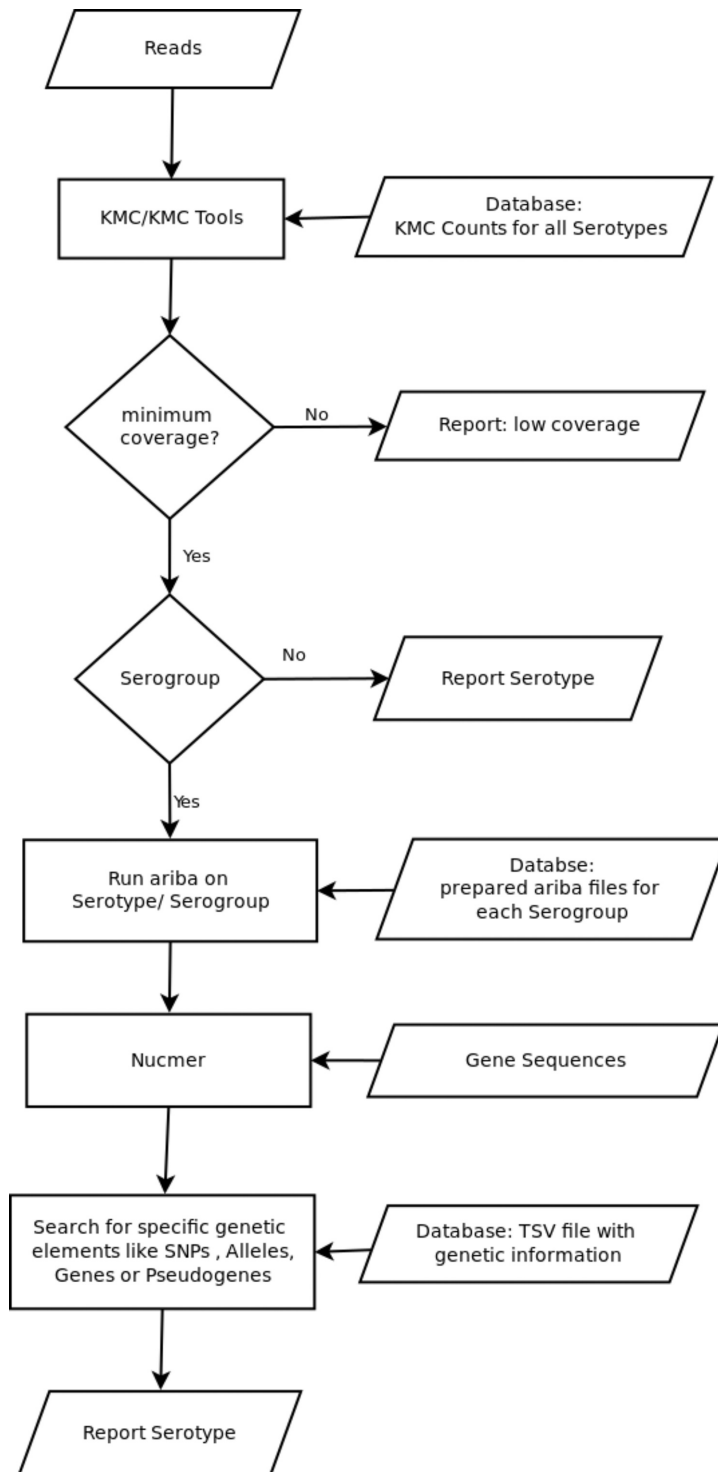 Reads
KMC/KMC Tools
Database:
KMC Counts for all Serotypes
minimum
coverage?
No
Report: low coverage
Yes
Serogroup
No
Report Serotype
Yes
Run ariba on
Serotype/ Serogroup
Databse:
prepared ariba files for
each Serogroup
Nucmer
Gene Sequences
Search for specific genetic
elements like SNPs , Alleles,
Genes or Pseudogenes
Database: TSV file with
genetic information
Report Serotype